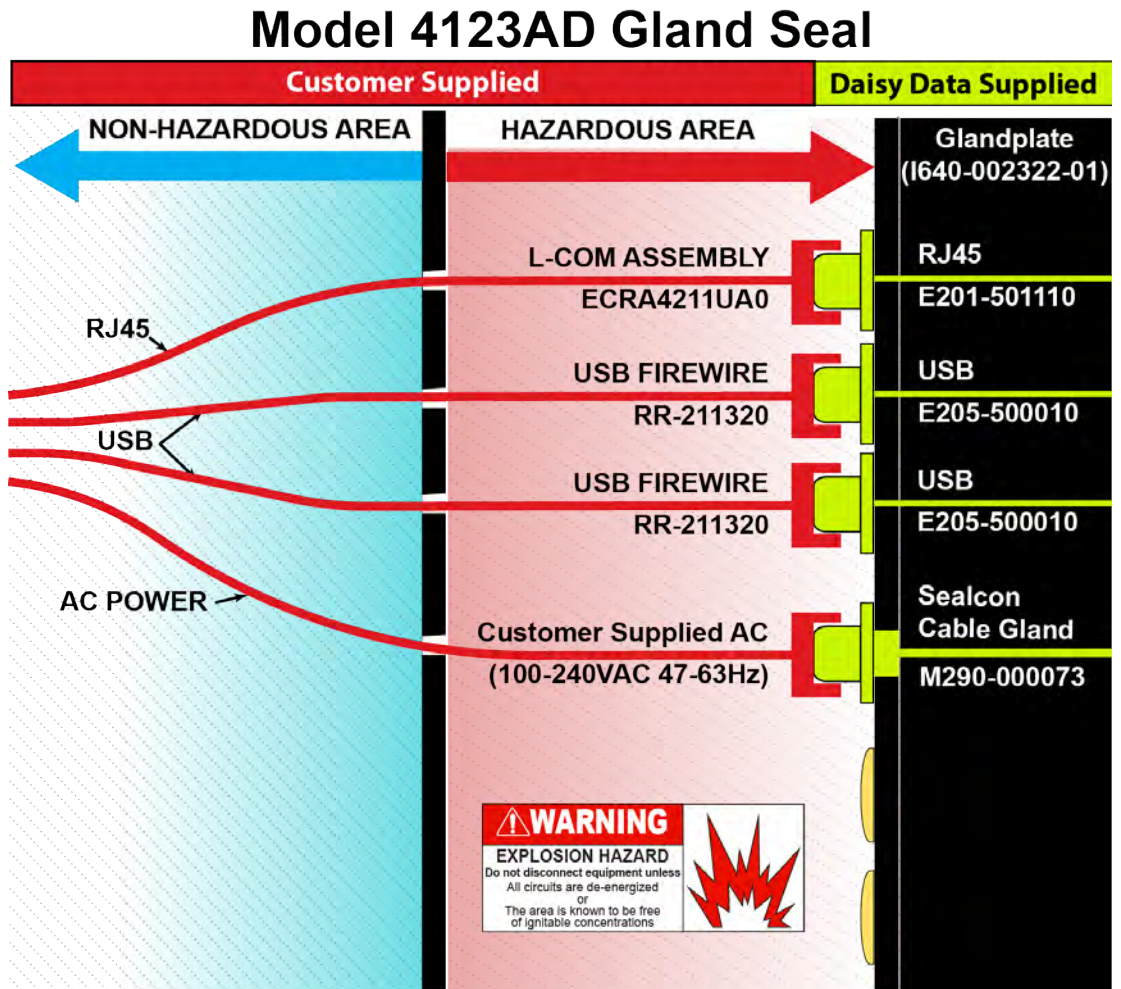 Model 4123AD Gland Seal
Customer Supplied
Daisy Data Supplied
NON-HAZARDOUS AREA
HAZARDOUS AREA
Glandplate
(I640-002322-01)
L-COM ASSEMBLY
ECRA4211UA0
RJ45
E201-501110
RJ45
USB FIREWIRE
RR-211320
USB
E205-500010
USB
USB FIREWIRE
RR-211320
USB
E205-500010
AC POWER
Customer Supplied AC
(100-240VAC 47-63Hz)
Sealcon
Cable Gland
M290-000073
WARNING
EXPLOSION HAZARD
Do not disconnect equipment unless
All circuits are de-energized
or
The area is known to be free
of ignitable concentrations